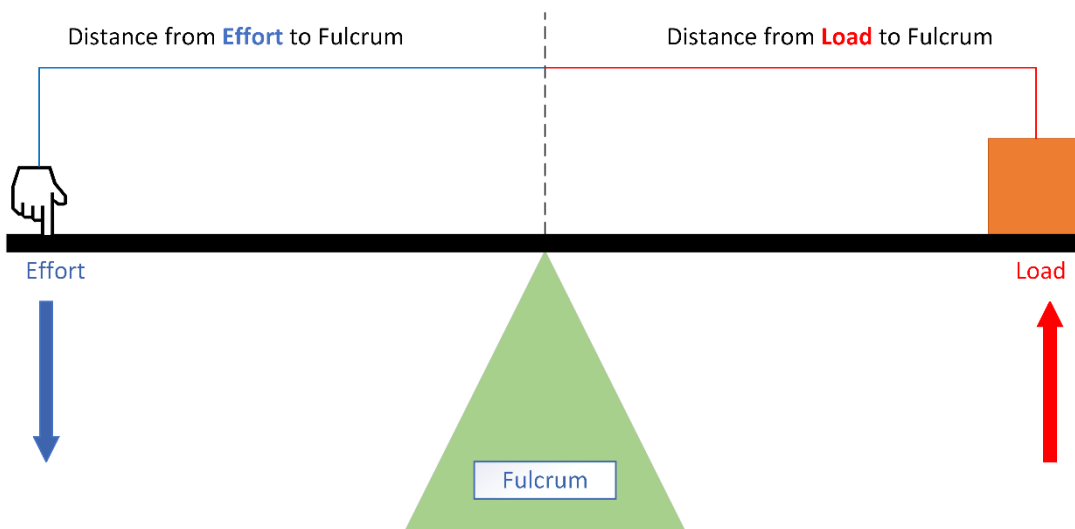 Distance from Effort to Fulcrum
Distance from Load to Fulcrum
Effort
Load
Fulcrum